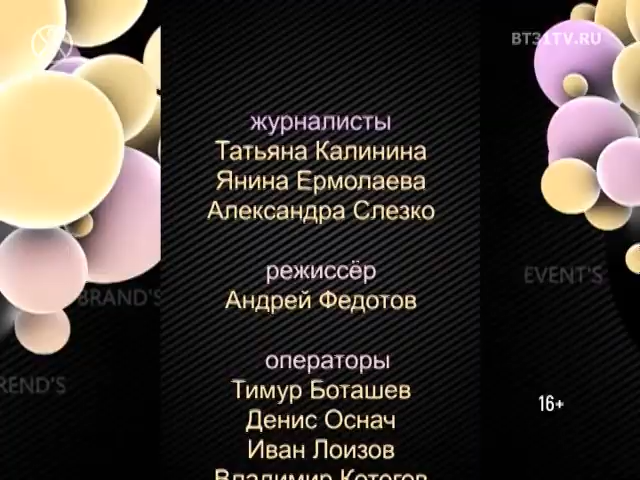 BT31TV.RU
журналисты
Татьяна Калинина
Янина Ермолаева
Александра Слезко
режиссёр
Андрей Федотов
EVENT'S
BRAND'S
операторы
Тимур Боташев
REND'S
Денис Оснач
16+
Иван Лоизов
Владимир